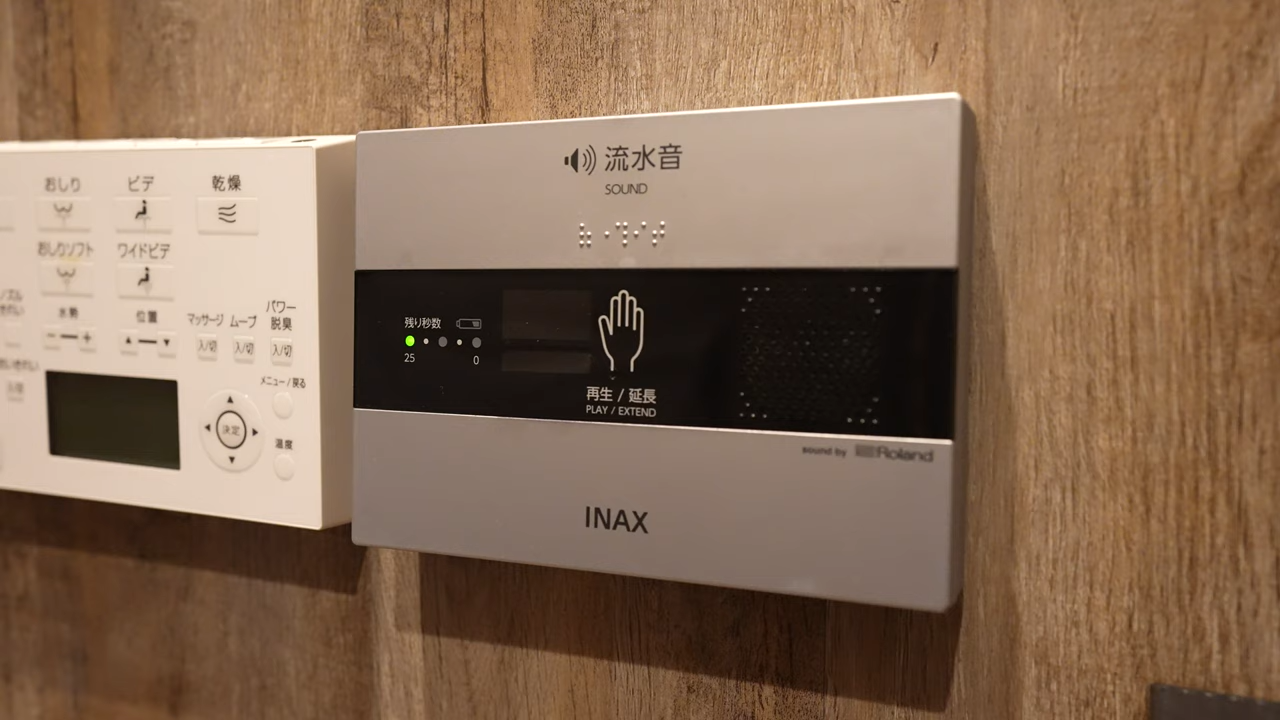 おしり
ビデ
乾燥
おしりソフト
ワイドビデ
水勢
位置
マッサージ
ムーブ
パワー
脱臭
入/切
入/切
入/切
メニュー/戻る
決定
温度
流水音
SOUND
残り秒数
25
0
再生 / 延長
PLAY / EXTEND
sound by Roland
INAX